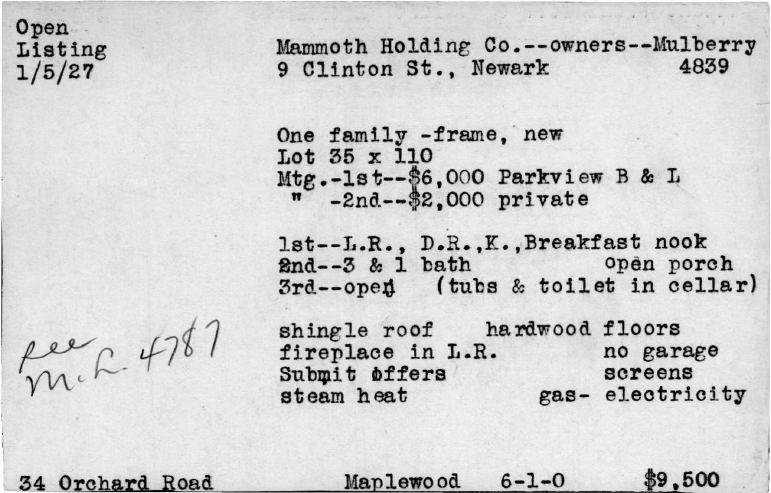 Open
Listing
1/5/27
Mammoth Holding Co.--owners--Mulberry
9 Clinton St., Newark 4839
One family -frame, new
Lot 35 x 110
Mtg.-1st--$6,000 Parkview B & L
" -2nd--$2,000 private
1st--L.R., D.R.,K.,Breakfast nook
2nd--3 & 1 bath open porch
3rd--open (tubs & toilet in cellar)
shingle roof hardwood floors
fireplace in L.R. no garage
Submit offers screens
steam heat gas- electricity
see
M.L. 4787
34 Orchard Road Maplewood 6-1-0 $9,500